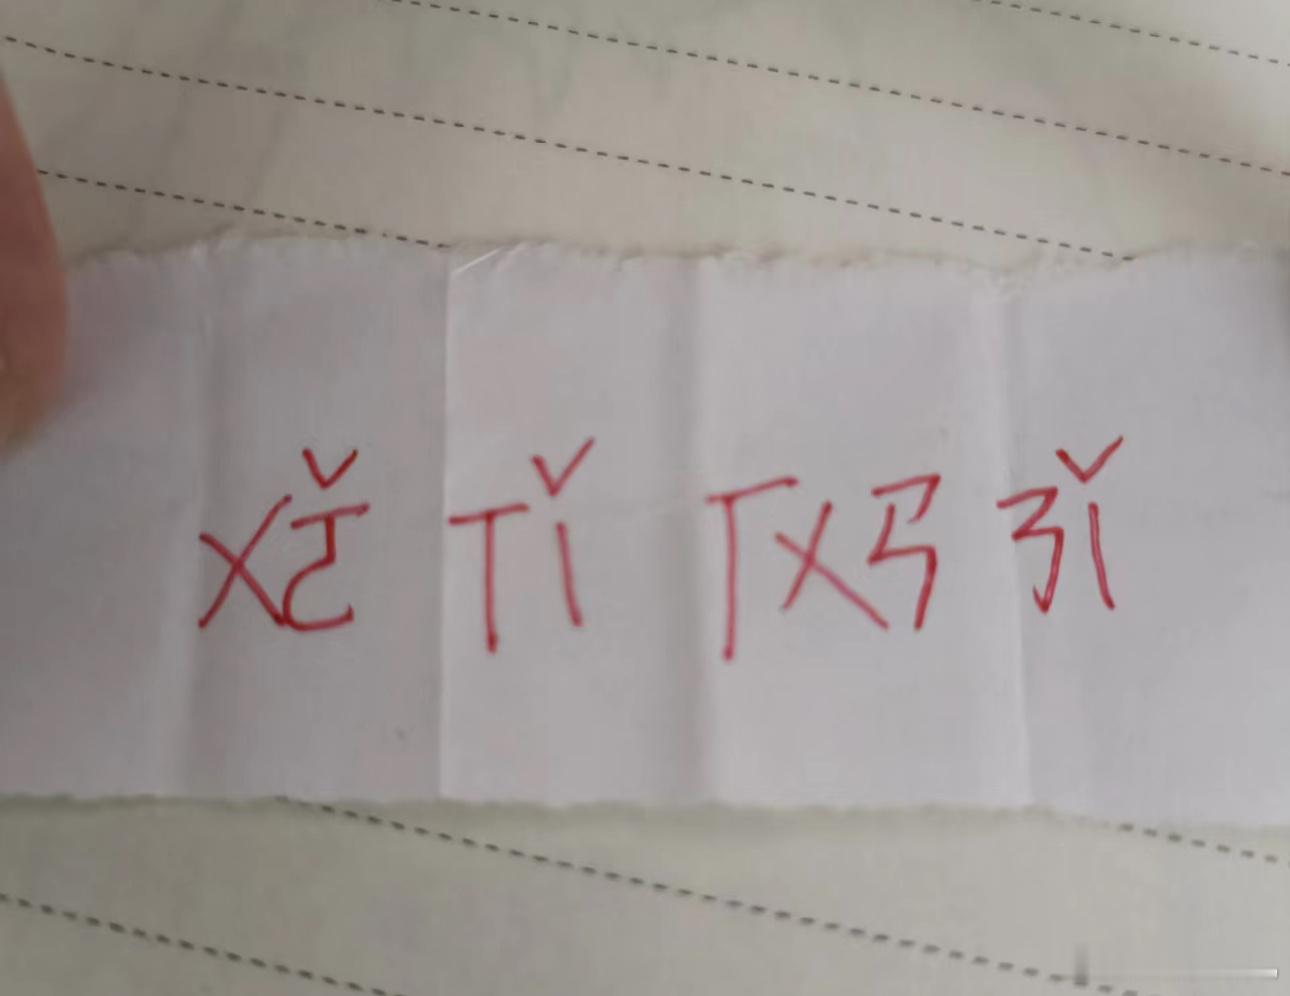 ㄨㄛˇ ㄒㄧˇ ㄏㄨㄢ ㄋㄧˇ